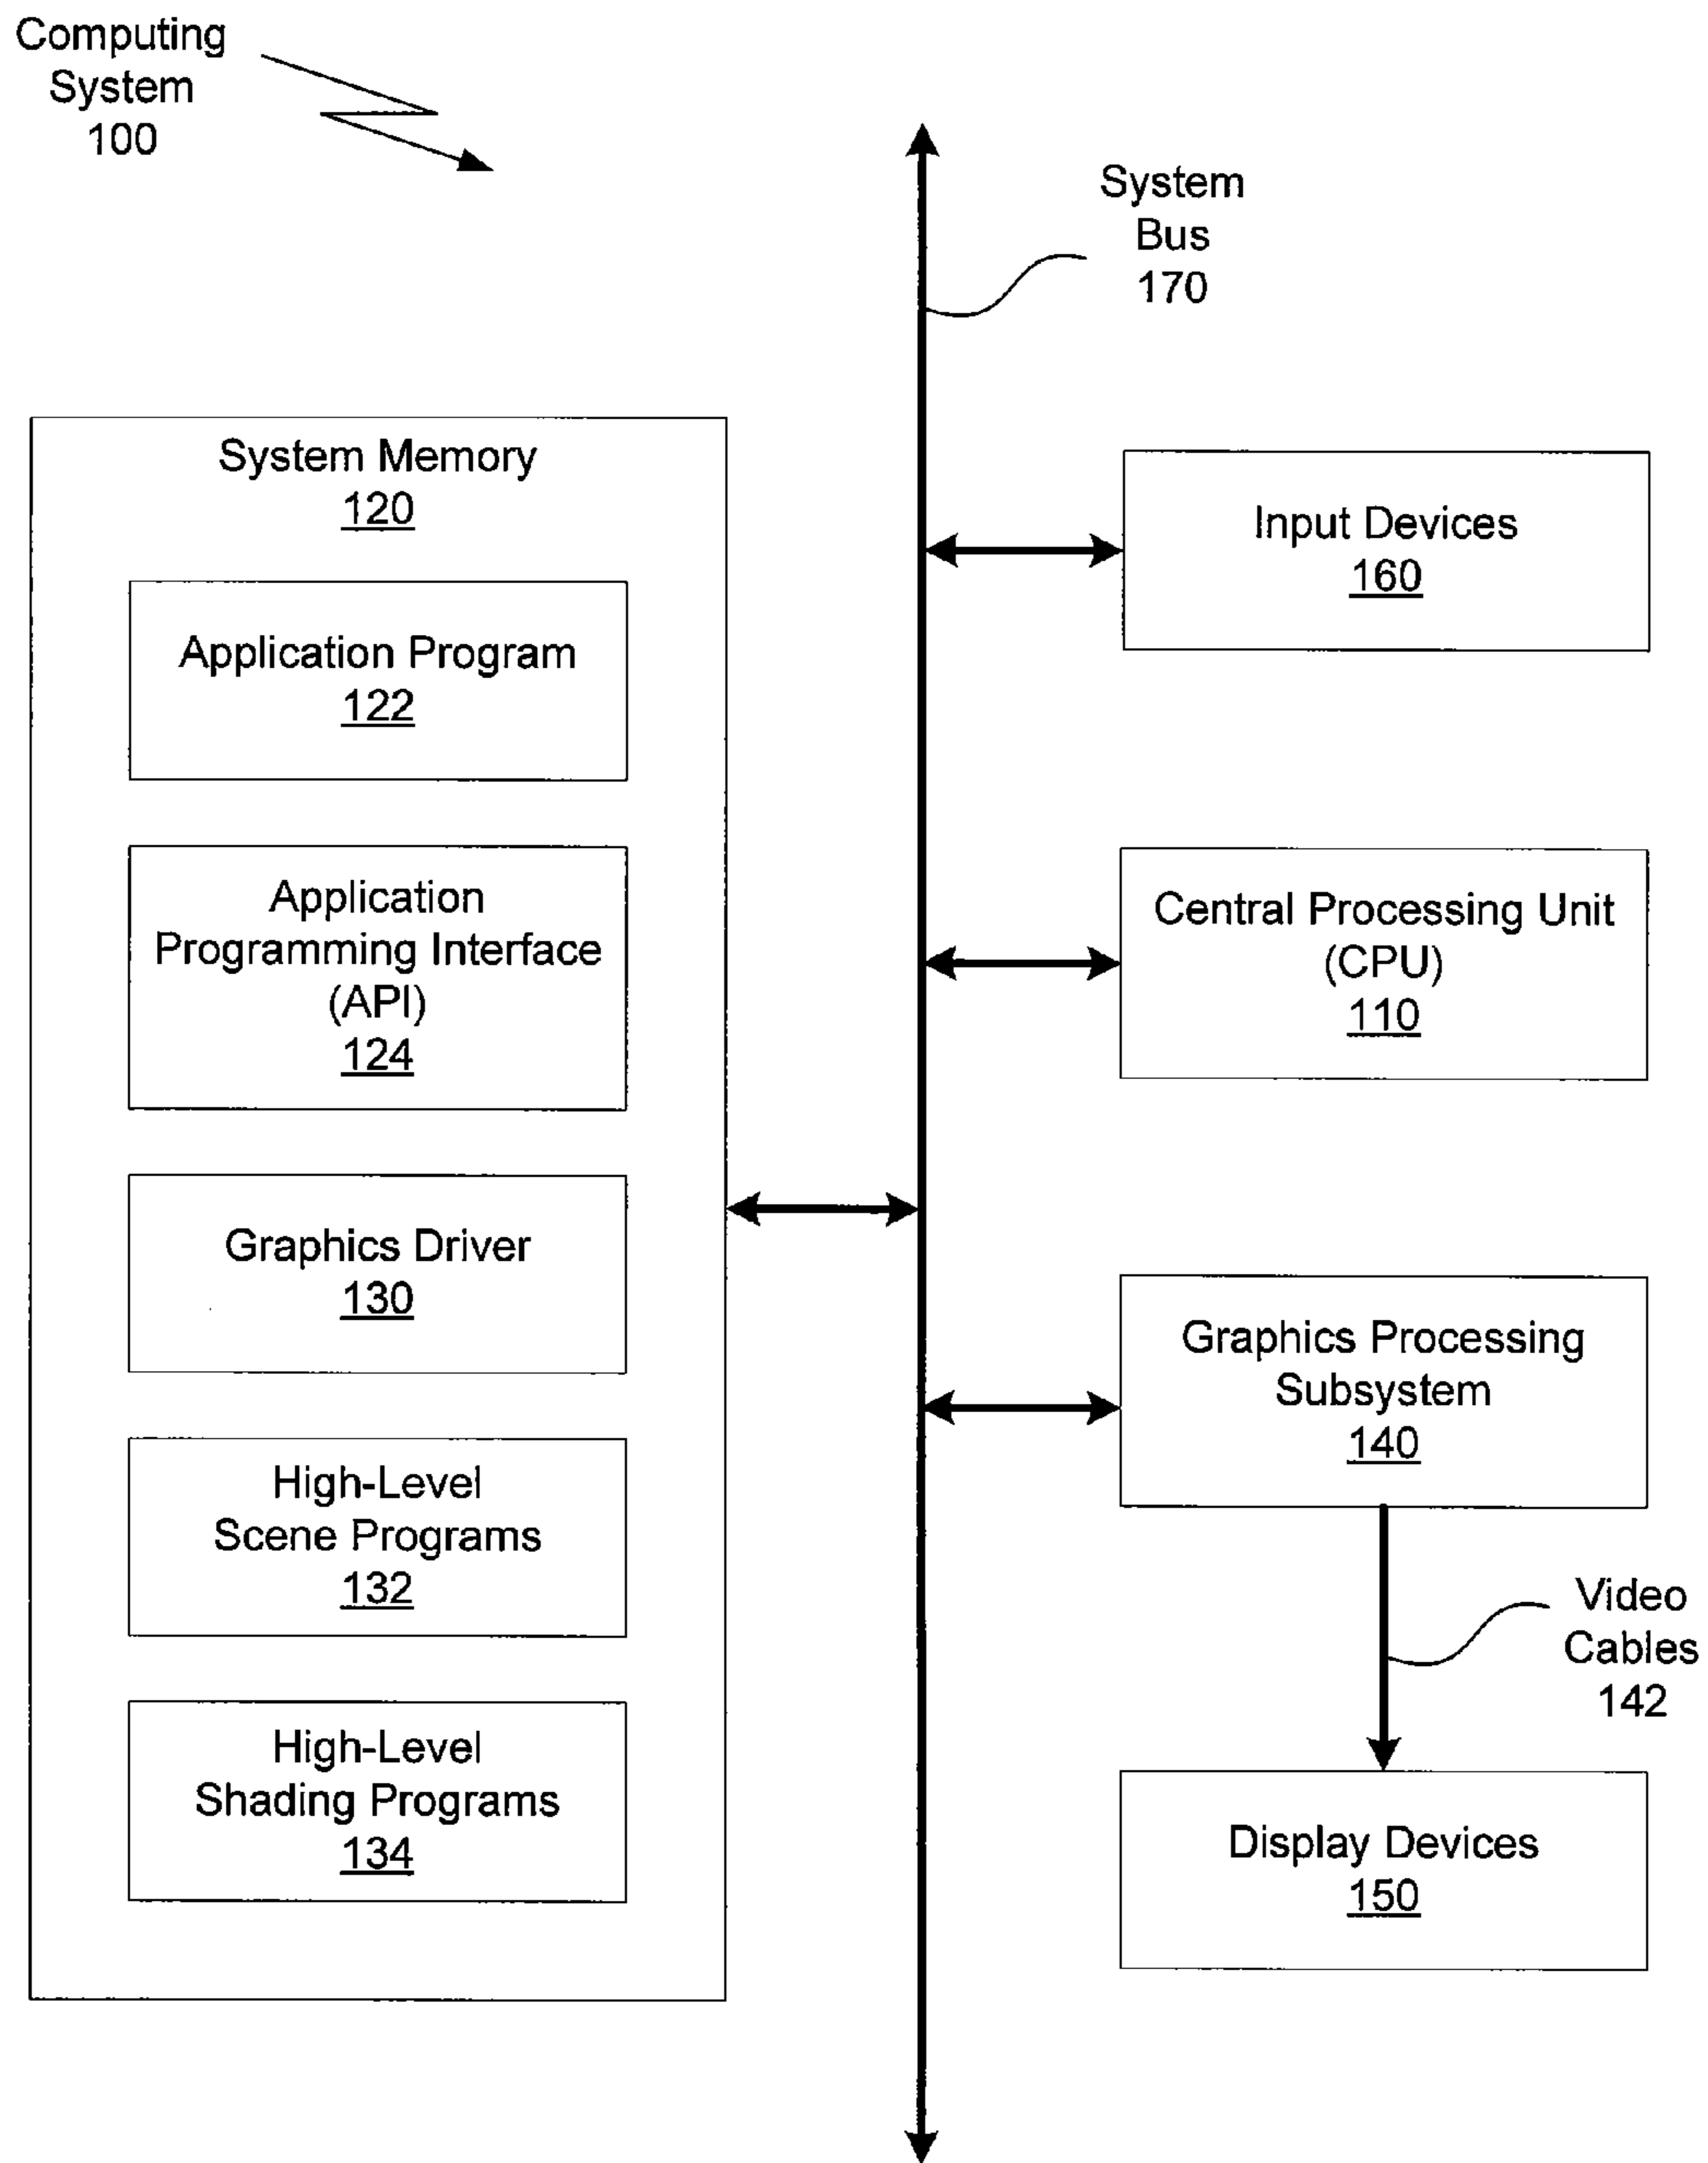 Computing
System
100
System
Bus
170
System Memory
120
Application Program
122
Application
Programming Interface
(API)
124
Graphics Driver
130
High-Level
Scene Programs
132
High-Level
Shading Programs
134
Input Devices
160
Central Processing Unit
(CPU)
110
Graphics Processing
Subsystem
140
Video
Cables
142
Display Devices
150